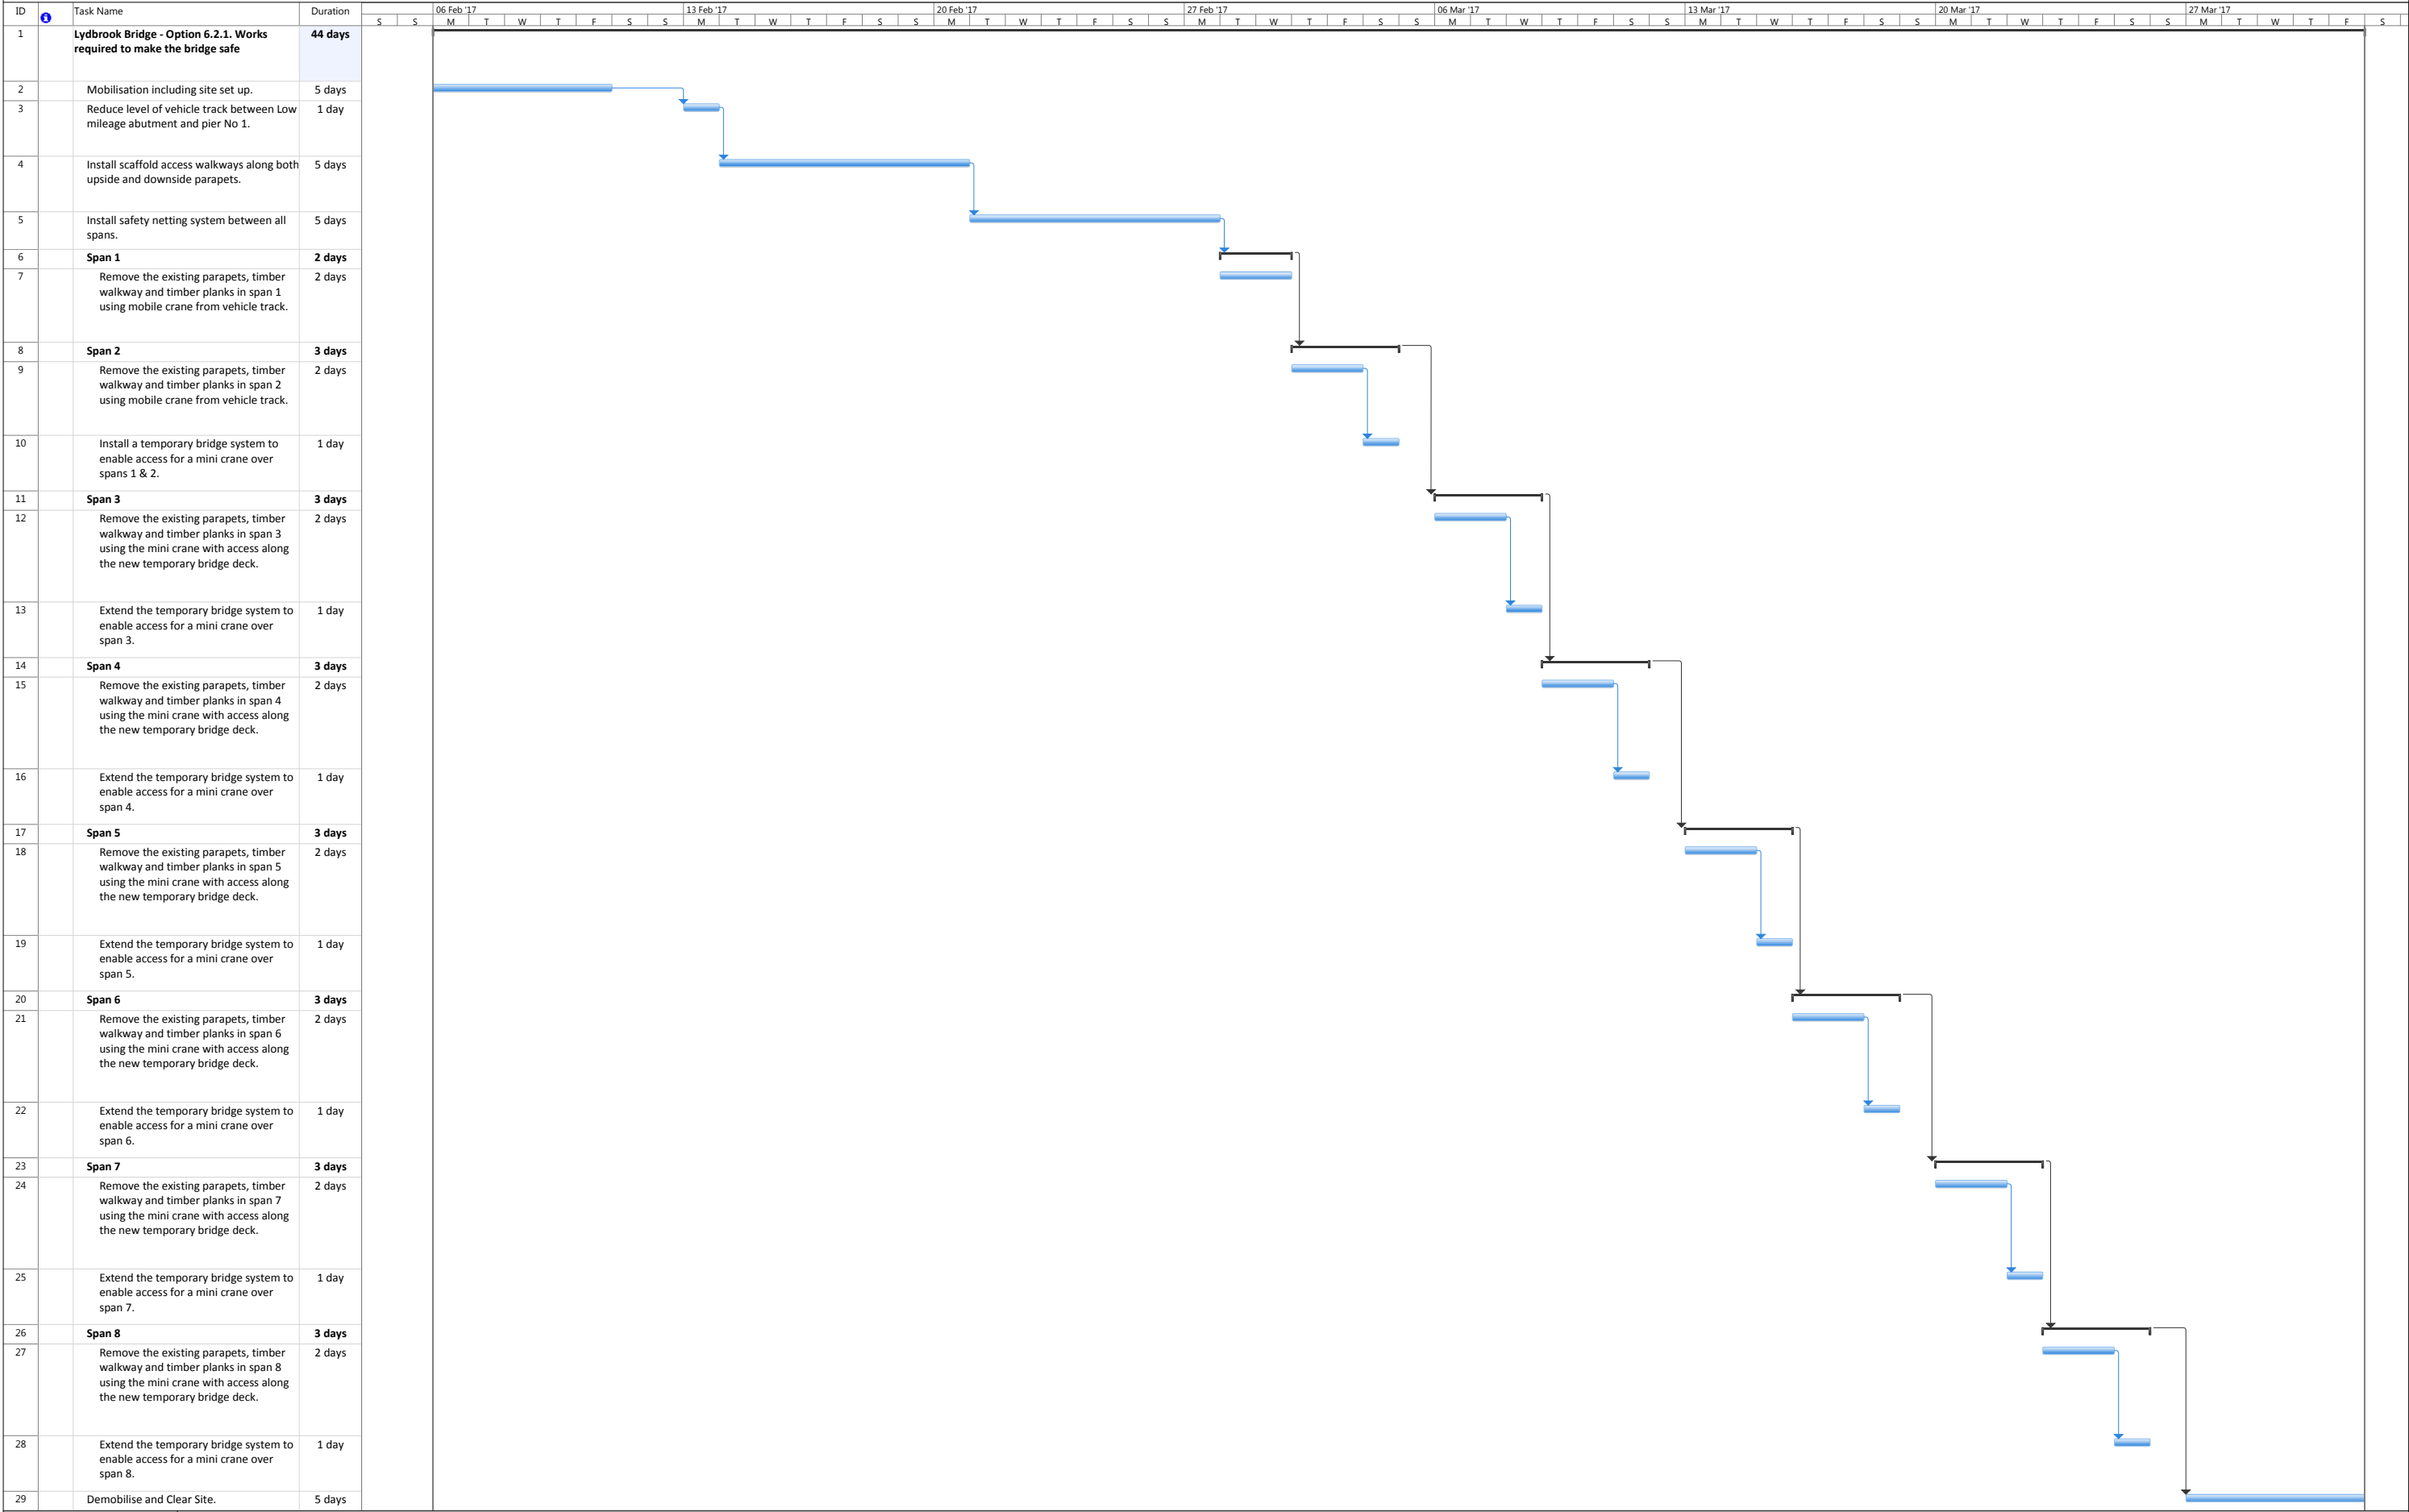 ID Task Name Duration 06 Feb '17 13 Feb '17 20 Feb '17 27 Feb '17 06 Mar '17 13 Mar '17 20 Mar '17 27 Mar '17
S S M T W T F S S M T W T F S S M T W T F S S M T W T F S S M T W T F S S M T W T F S S M T W T F S S M T W T F S
1 Lydbrook Bridge - Option 6.2.1. Works 44 days
required to make the bridge safe
2 Mobilisation including site set up. 5 days
3 Reduce level of vehicle track between Low 1 day
mileage abutment and pier No 1.
4 Install scaffold access walkways along both 5 days
upside and downside parapets.
5 Install safety netting system between all 5 days
spans.
6 Span 1 2 days
7 Remove the existing parapets, timber 2 days
walkway and timber planks in span 1
using mobile crane from vehicle track.
8 Span 2 3 days
9 Remove the existing parapets, timber 2 days
walkway and timber planks in span 2
using mobile crane from vehicle track.
10 Install a temporary bridge system to 1 day
enable access for a mini crane over
spans 1 & 2.
11 Span 3 3 days
12 Remove the existing parapets, timber 2 days
walkway and timber planks in span 3
using the mini crane with access along
the new temporary bridge deck.
13 Extend the temporary bridge system to 1 day
enable access for a mini crane over
span 3.
14 Span 4 3 days
15 Remove the existing parapets, timber 2 days
walkway and timber planks in span 4
using the mini crane with access along
the new temporary bridge deck.
16 Extend the temporary bridge system to 1 day
enable access for a mini crane over
span 4.
17 Span 5 3 days
18 Remove the existing parapets, timber 2 days
walkway and timber planks in span 5
using the mini crane with access along
the new temporary bridge deck.
19 Extend the temporary bridge system to 1 day
enable access for a mini crane over
span 5.
20 Span 6 3 days
21 Remove the existing parapets, timber 2 days
walkway and timber planks in span 6
using the mini crane with access along
the new temporary bridge deck.
22 Extend the temporary bridge system to 1 day
enable access for a mini crane over
span 6.
23 Span 7 3 days
24 Remove the existing parapets, timber 2 days
walkway and timber planks in span 7
using the mini crane with access along
the new temporary bridge deck.
25 Extend the temporary bridge system to 1 day
enable access for a mini crane over
span 7.
26 Span 8 3 days
27 Remove the existing parapets, timber 2 days
walkway and timber planks in span 8
using the mini crane with access along
the new temporary bridge deck.
28 Extend the temporary bridge system to 1 day
enable access for a mini crane over
span 8.
29 Demobilise and Clear Site. 5 days